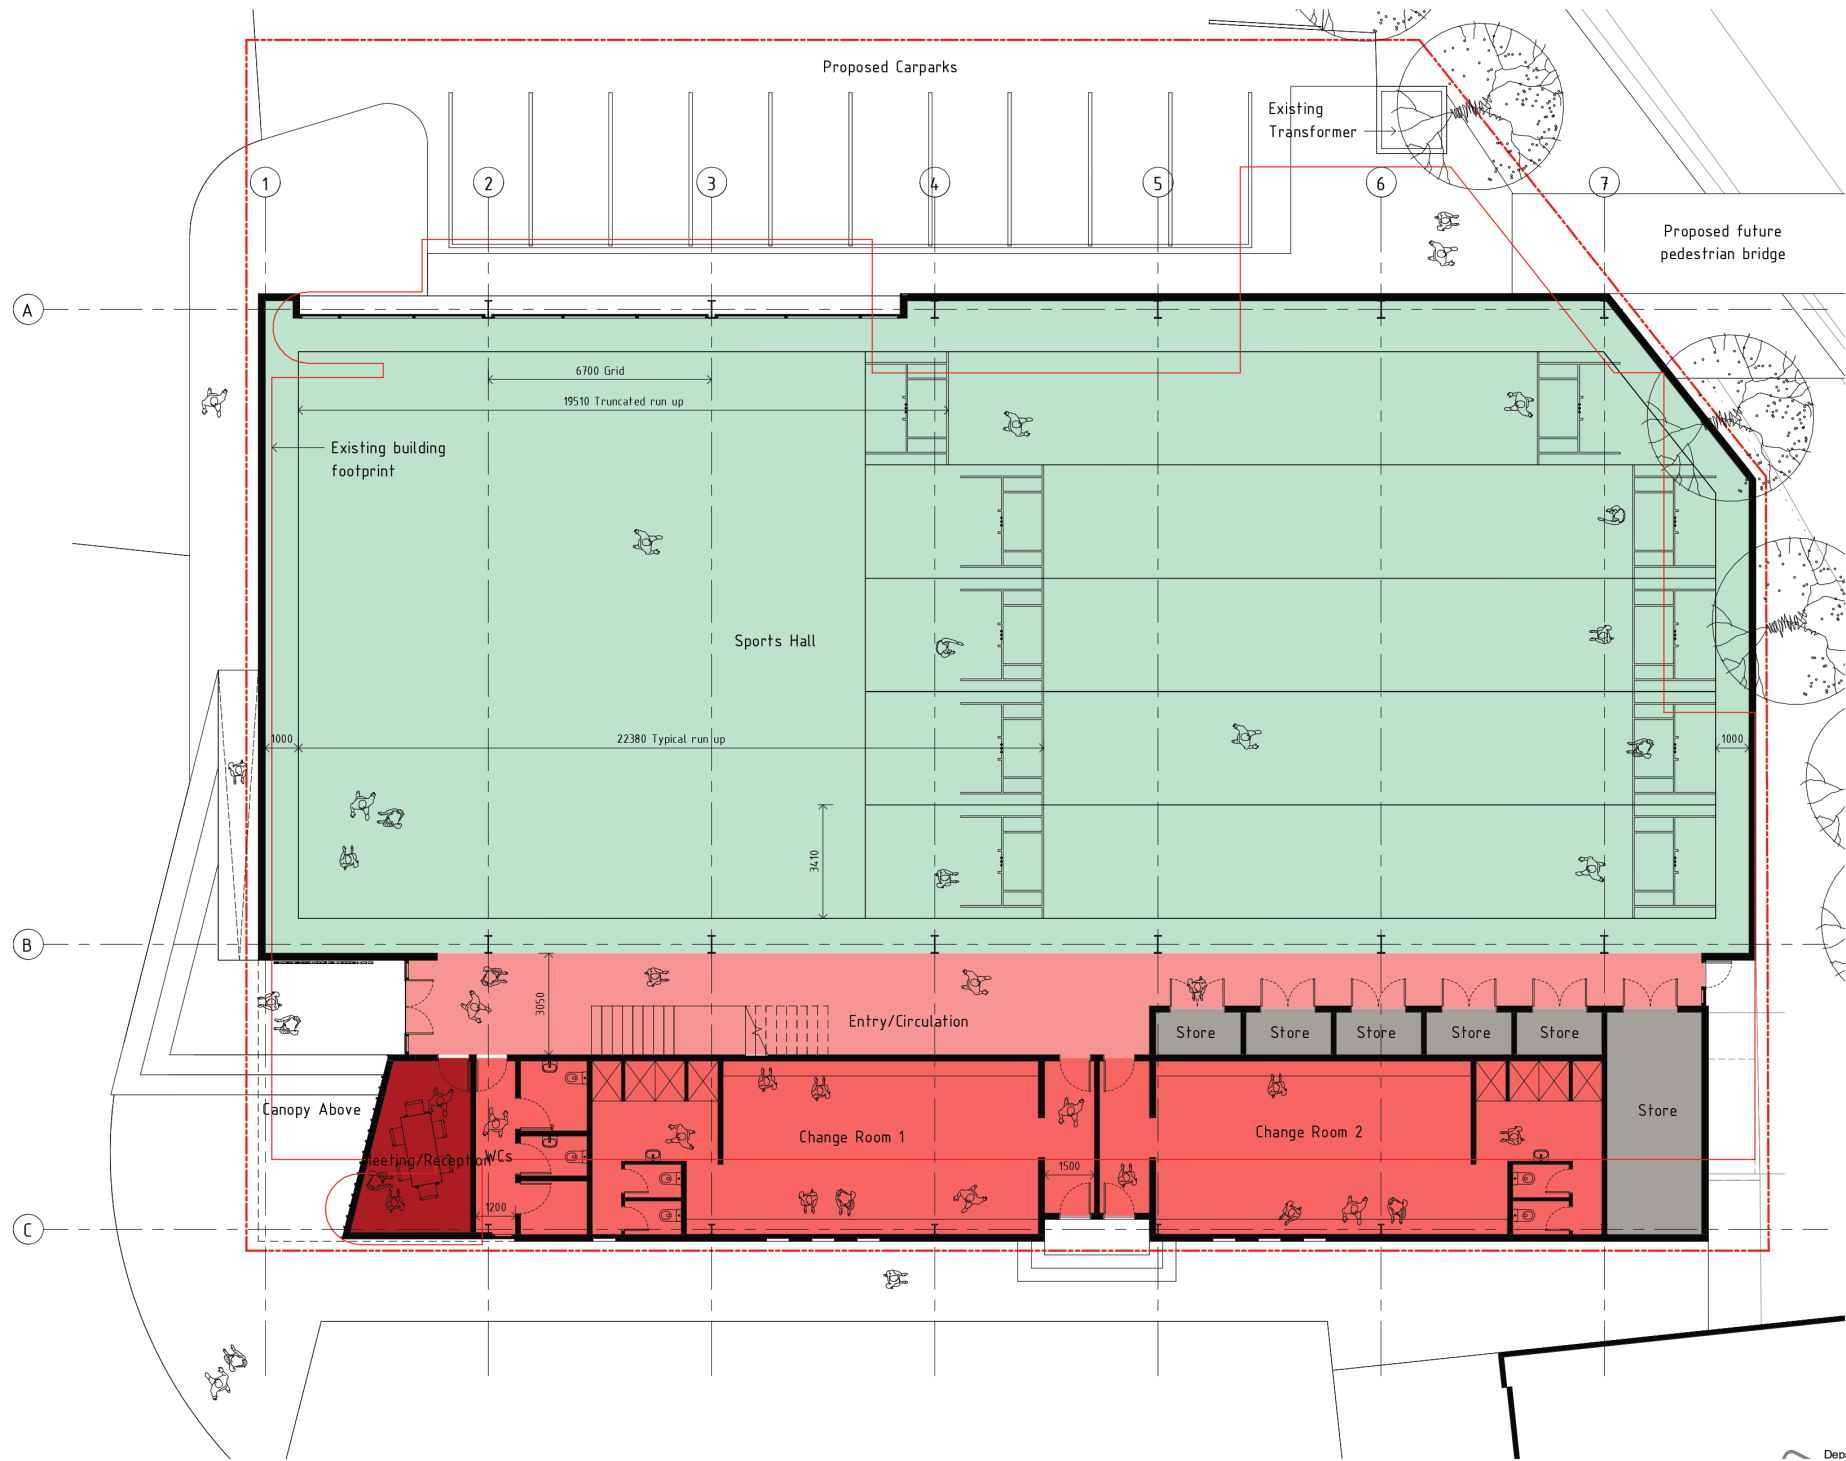 Proposed Carparks
Existing
Transformer
1
2
3
4
5
6
7
Proposed future
pedestrian bridge
A
6700 Grid
19510 Truncated run up
Existing building
footprint
Sports Hall
1000
22380 Typical run up
1000
3410
B
3050
Entry/Circulation
Store
Store
Store
Store
Store
Canopy Above
Store
Change Room 1
Change Room 2
Meeting/Reception
WCs
1500
1200
C